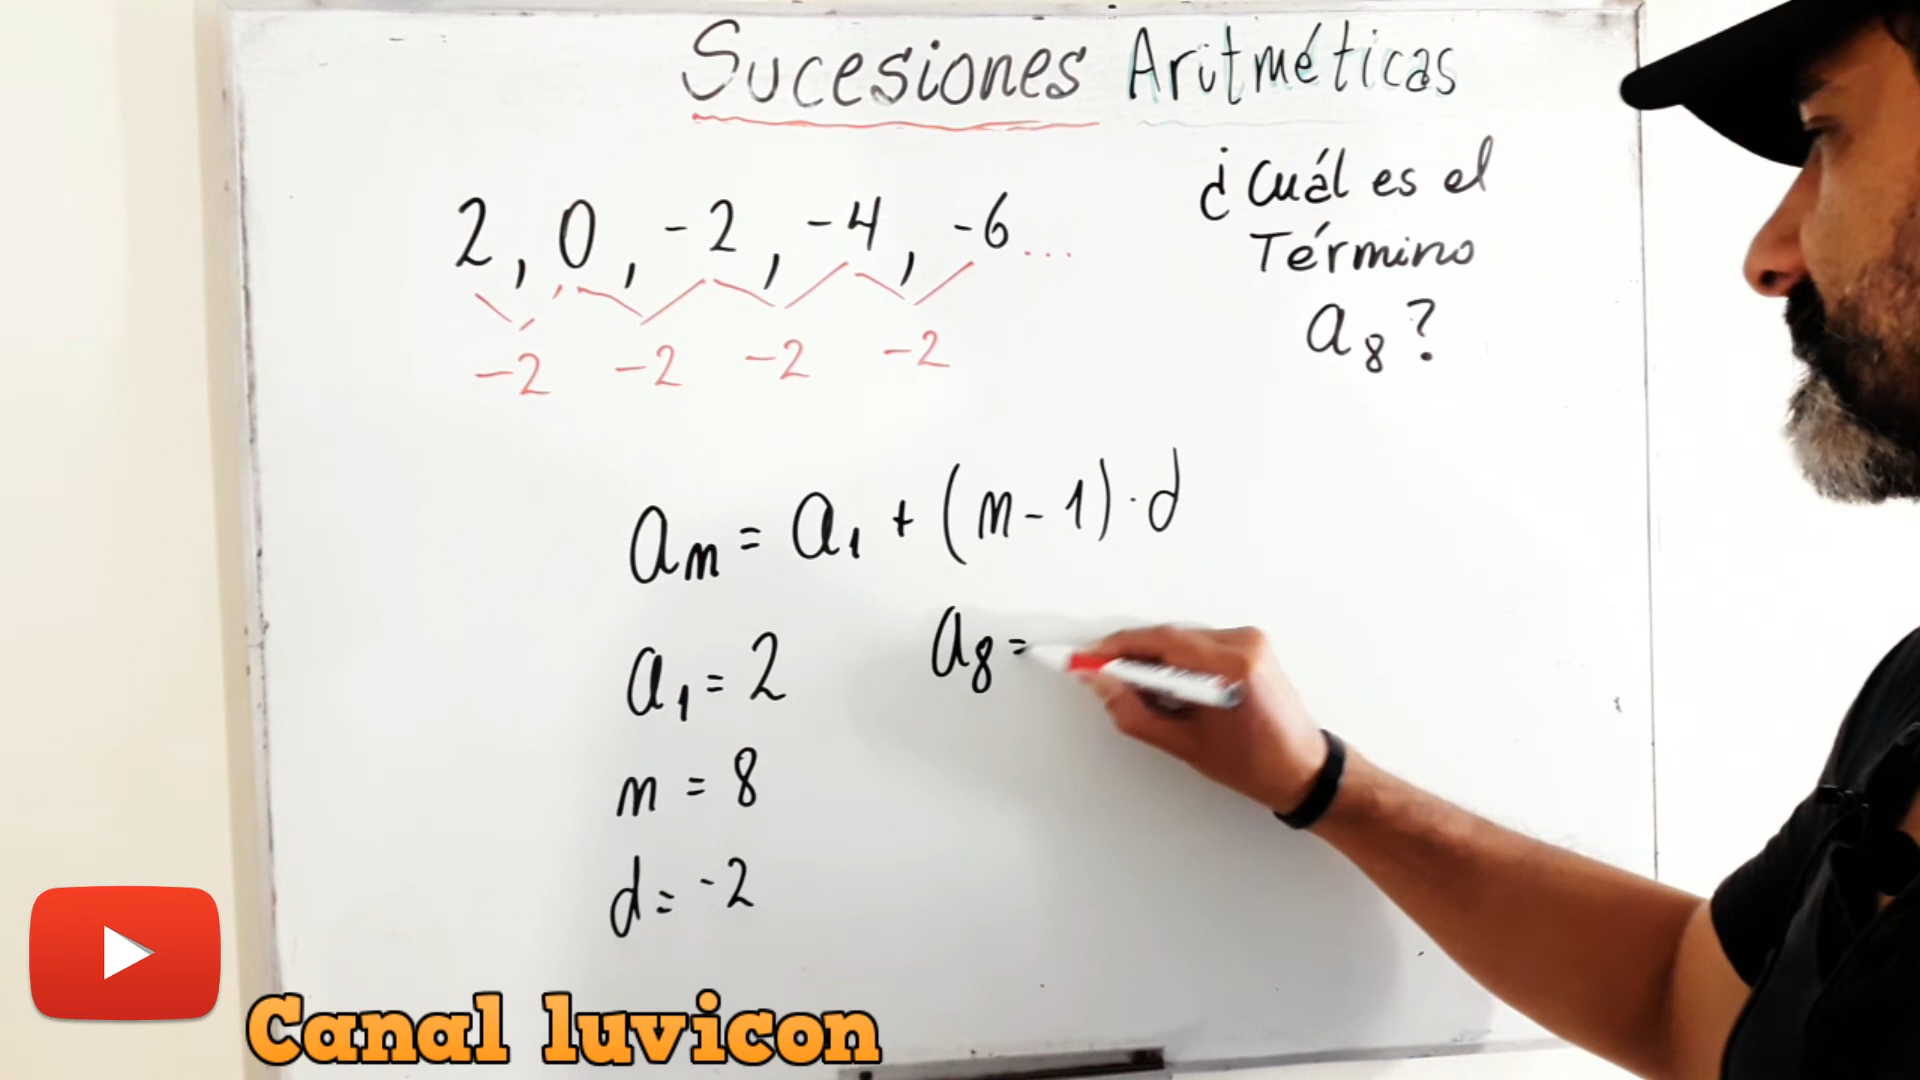 Sucesiones Aritméticas
2, 0, -2, -4, -6...
-2 -2 -2 -2
¿Cuál es el
Término
a₈?
aₙ = a₁ + (n-1)·d
a₁ = 2
a₈ =
n = 8
d = -2
Canal luvicon